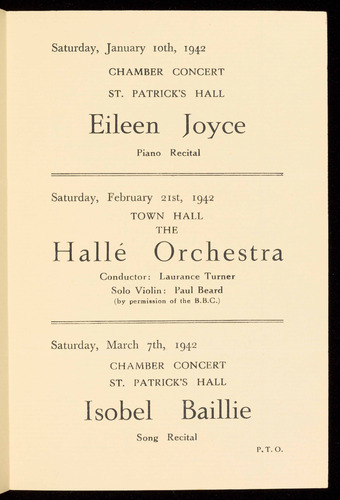 Saturday, January 10th, 1942
CHAMBER CONCERT
ST. PATRICK'S HALL
Eileen Joyce
Piano Recital
Saturday, February 21st, 1942
TOWN HALL
THE
Hallé Orchestra
Conductor: Laurance Turner
Solo Violin: Paul Beard
(by permission of the B.B.C.)
Saturday, March 7th, 1942
CHAMBER CONCERT
ST. PATRICK'S HALL
Isobel Baillie
Song Recital
P.T.O.